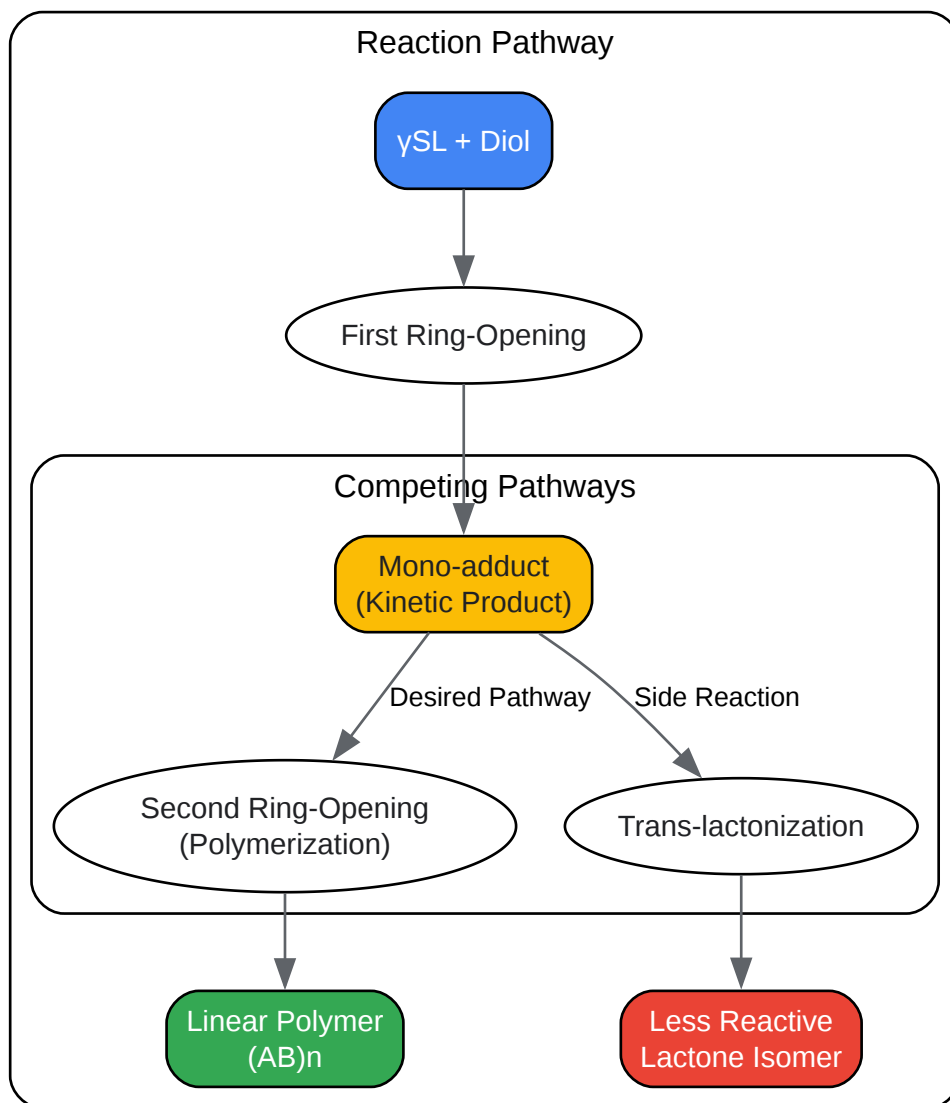 Reaction Pathway
γSL + Diol
First Ring-Opening
Competing Pathways
Mono-adduct
(Kinetic Product)
Desired Pathway
Side Reaction
Second Ring-Opening
(Polymerization)
Trans-lactonization
Linear Polymer
(AB)n
Less Reactive
Lactone Isomer